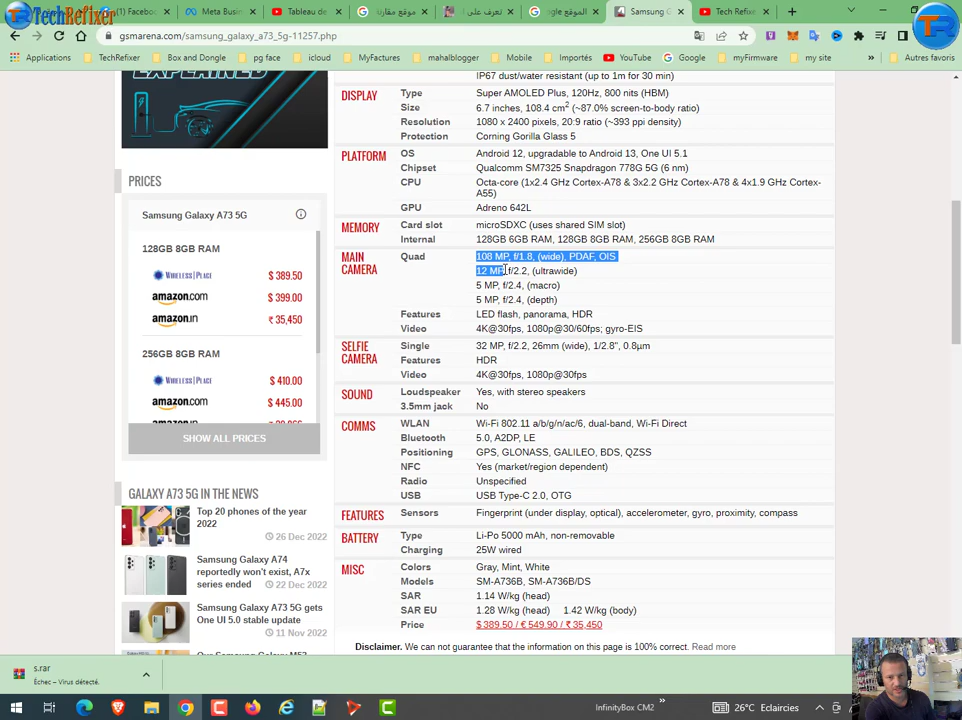 TechRefixer
Facebo
Meta Busin
Tableau de
موقع مقارنة
تعرف على
الموقع
Samsung G
Tech Refixe
gsmarena.com/samsung_galaxy_a73_5g-11257.php
Applications
TechRefixer
Box and Dongle
pg face
icloud
MyFactures
mahalblogger
Mobile
Importés
YouTube
Google
myFirmware
my site
»
Autres favoris
EXPLAINED
PRICES
Samsung Galaxy A73 5G
128GB 8GB RAM
WIRELESS PLACE $ 389.50
amazon.com $ 399.00
amazon.in ₹ 35,450
256GB 8GB RAM
WIRELESS PLACE $ 410.00
amazon.com $ 445.00
SHOW ALL PRICES
GALAXY A73 5G IN THE NEWS
Top 20 phones of the year
2022
26 Dec 2022
Samsung Galaxy A74
reportedly won't exist, A7x
series ended
22 Dec 2022
Samsung Galaxy A73 5G gets
One UI 5.0 stable update
11 Nov 2022
IP67 dust/water resistant (up to 1m for 30 min)
DISPLAY Type Super AMOLED Plus, 120Hz, 800 nits (HBM)
Size 6.7 inches, 108.4 cm2 (~87.0% screen-to-body ratio)
Resolution 1080 x 2400 pixels, 20:9 ratio (~393 ppi density)
Protection Corning Gorilla Glass 5
PLATFORM OS Android 12, upgradable to Android 13, One UI 5.1
Chipset Qualcomm SM7325 Snapdragon 778G 5G (6 nm)
CPU Octa-core (1x2.4 GHz Cortex-A78 & 3x2.2 GHz Cortex-A78 & 4x1.9 GHz Cortex-
A55)
GPU Adreno 642L
MEMORY Card slot microSDXC (uses shared SIM slot)
Internal 128GB 6GB RAM, 128GB 8GB RAM, 256GB 8GB RAM
MAIN CAMERA Quad 108 MP, f/1.8, (wide), PDAF, OIS
12 MP, f/2.2, (ultrawide)
5 MP, f/2.4, (macro)
5 MP, f/2.4, (depth)
Features LED flash, panorama, HDR
Video 4K@30fps, 1080p@30/60fps; gyro-EIS
SELFIE CAMERA Single 32 MP, f/2.2, 26mm (wide), 1/2.8", 0.8µm
Features HDR
Video 4K@30fps, 1080p@30fps
SOUND Loudspeaker Yes, with stereo speakers
3.5mm jack No
COMMS WLAN Wi-Fi 802.11 a/b/g/n/ac/6, dual-band, Wi-Fi Direct
Bluetooth 5.0, A2DP, LE
Positioning GPS, GLONASS, GALILEO, BDS, QZSS
NFC Yes (market/region dependent)
Radio Unspecified
USB USB Type-C 2.0, OTG
FEATURES Sensors Fingerprint (under display, optical), accelerometer, gyro, proximity, compass
BATTERY Type Li-Po 5000 mAh, non-removable
Charging 25W wired
MISC Colors Gray, Mint, White
Models SM-A736B, SM-A736B/DS
SAR 1.14 W/kg (head)
SAR EU 1.28 W/kg (head) 1.42 W/kg (body)
Price $ 389.50 / € 549.90 / ₹ 35,450
Disclaimer. We can not guarantee that the information on this page is 100% correct. Read more
s.rar
Échec – Virus détecté.
InfinityBox CM2
»
26°C Eclaircies